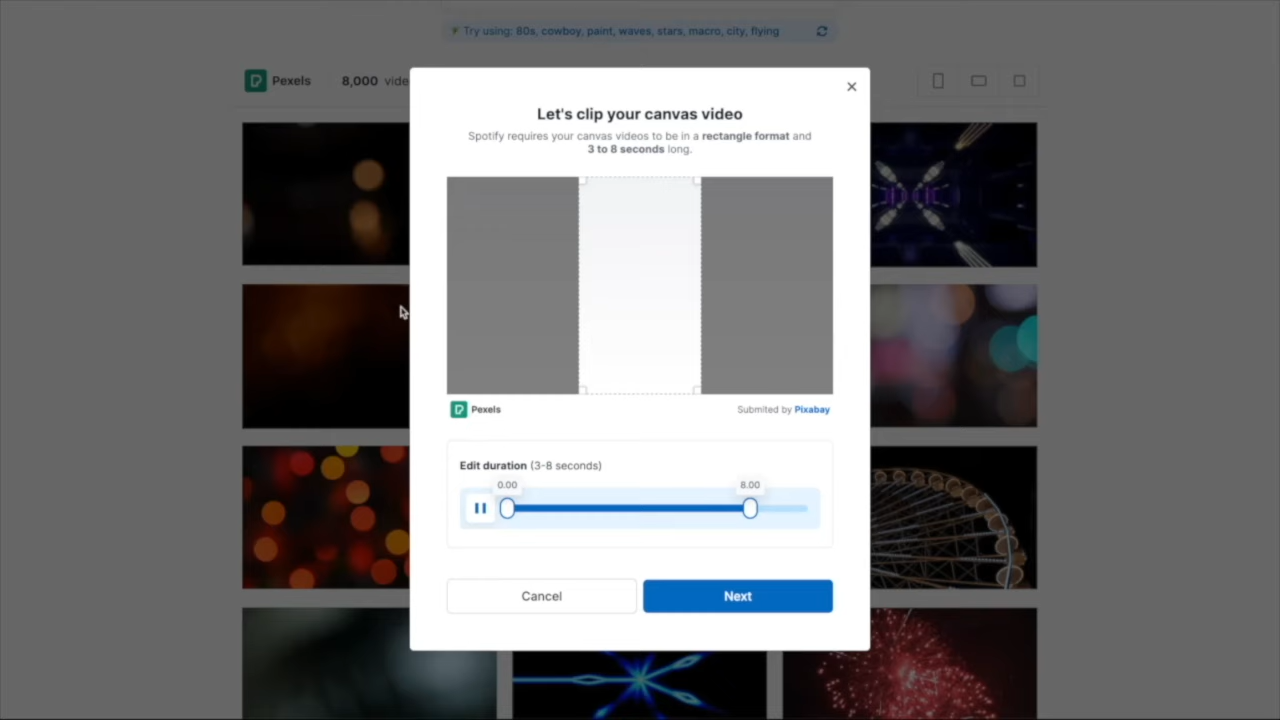 Try using: 80s, cowboy, paint, waves, stars, macro, city, flying
Pexels
8,000 vide
Let's clip your canvas video
Spotify requires your canvas videos to be in a rectangle format and
3 to 8 seconds long.
Pexels
Submited by Pixabay
Edit duration (3-8 seconds)
0.00
8.00
Cancel
Next